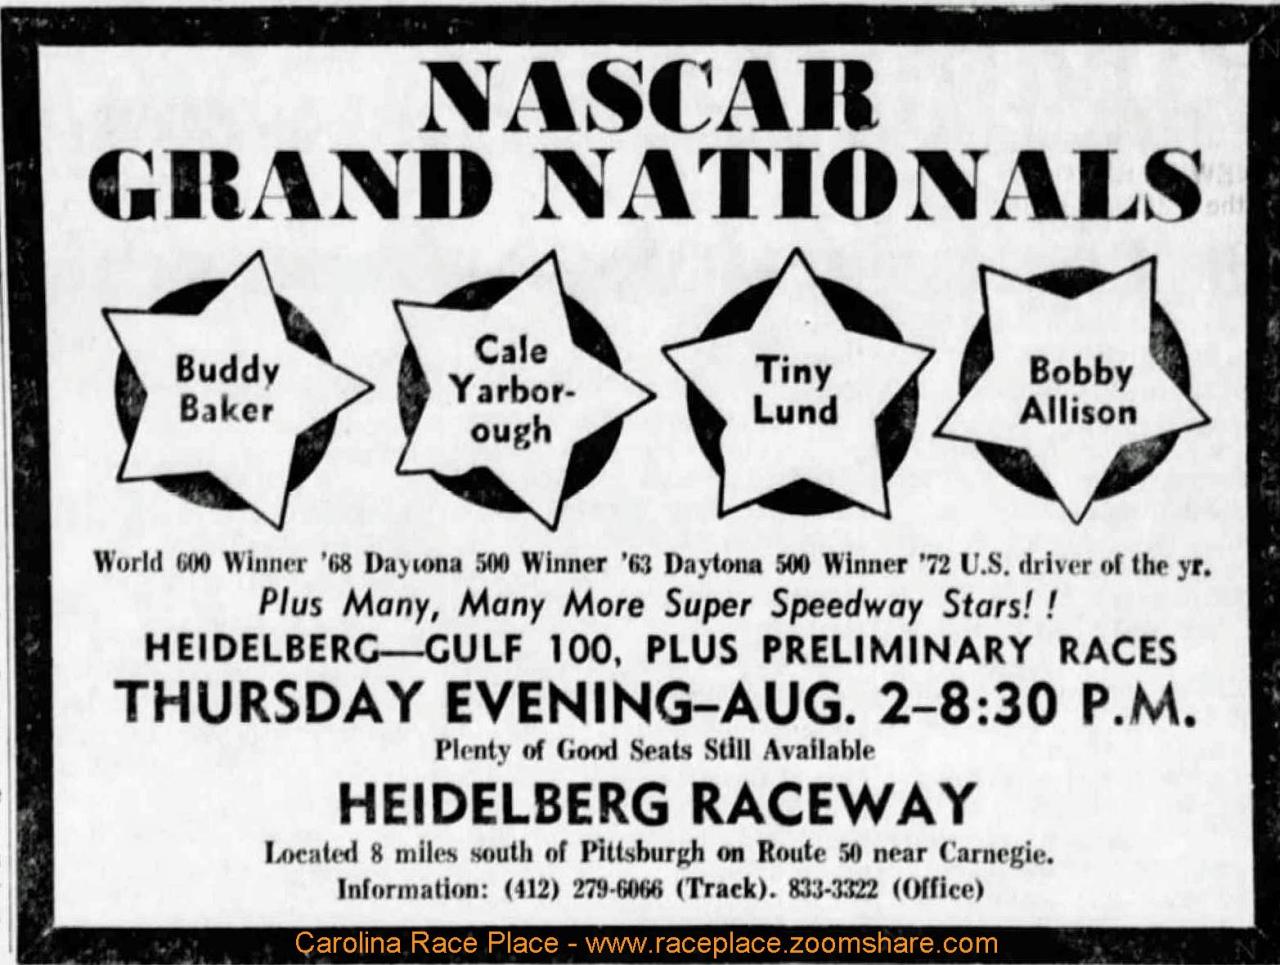 NASCAR
GRAND NATIONALS
Buddy
Baker
Cale
Yarbor-
ough
Tiny
Lund
Bobby
Allison
World 600 Winner '68 Daytona 500 Winner '63 Daytona 500 Winner '72 U.S. driver of the yr.
Plus Many, Many More Super Speedway Stars! !
HEIDELBERG—GULF 100, PLUS PRELIMINARY RACES
THURSDAY EVENING–AUG. 2–8:30 P.M.
Plenty of Good Seats Still Available
HEIDELBERG RACEWAY
Located 8 miles south of Pittsburgh on Route 50 near Carnegie.
Information: (412) 279-6066 (Track). 833-3322 (Office)
Carolina Race Place - www.raceplace.zoomshare.com